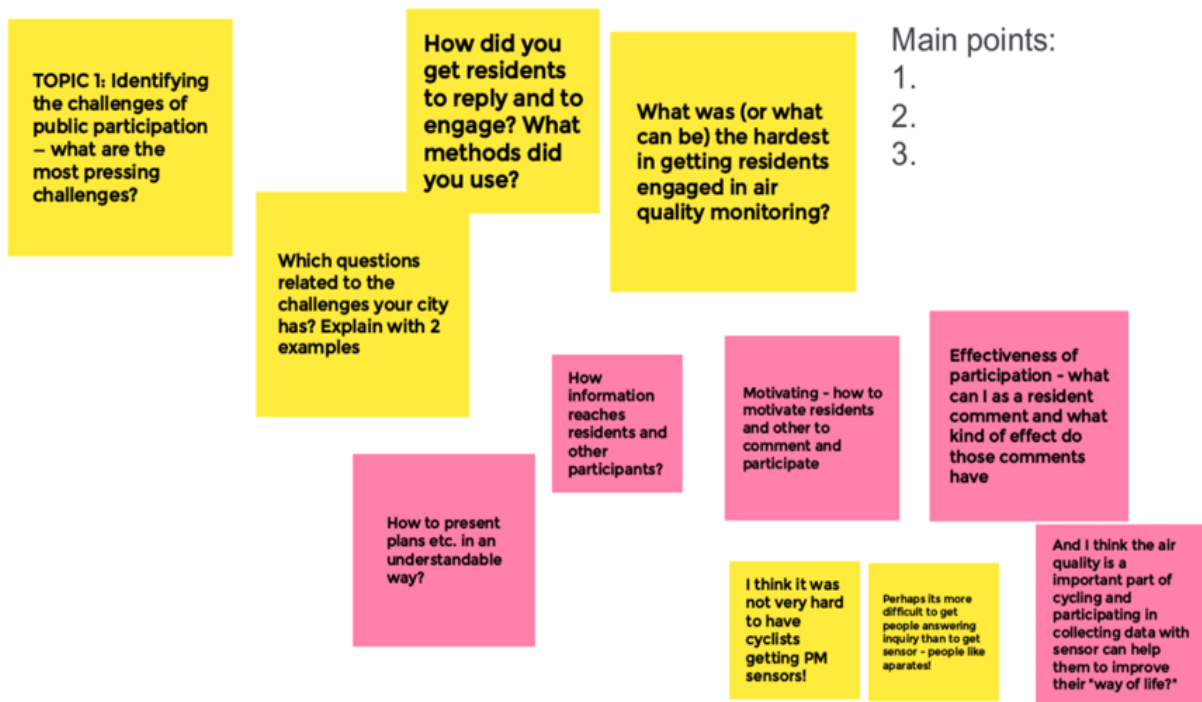 TOPIC 1: Identifying
the challenges of
public participation
– what are the
most pressing
challenges?
How did you
get residents
to reply and to
engage? What
methods did
you use?
What was (or what
can be) the hardest
in getting residents
engaged in air
quality monitoring?
Main points:
1.
2.
3.
Which questions
related to the
challenges your city
has? Explain with 2
examples
How
information
reaches
residents and
other
participants?
Motivating - how to
motivate residents
and other to
comment and
participate
Effectiveness of
participation - what
can I as a resident
comment and what
kind of effect do
those comments
have
How to present
plans etc. in an
understandable
way?
I think it was
not very hard
to have
cyclists
getting PM
sensors!
Perhaps its more
difficult to get
people answering
inquiry than to get
sensor - people like
aparates!
And I think the air
quality is a
important part of
cycling and
participating in
collecting data with
sensor can help
them to improve
their "way of life?"